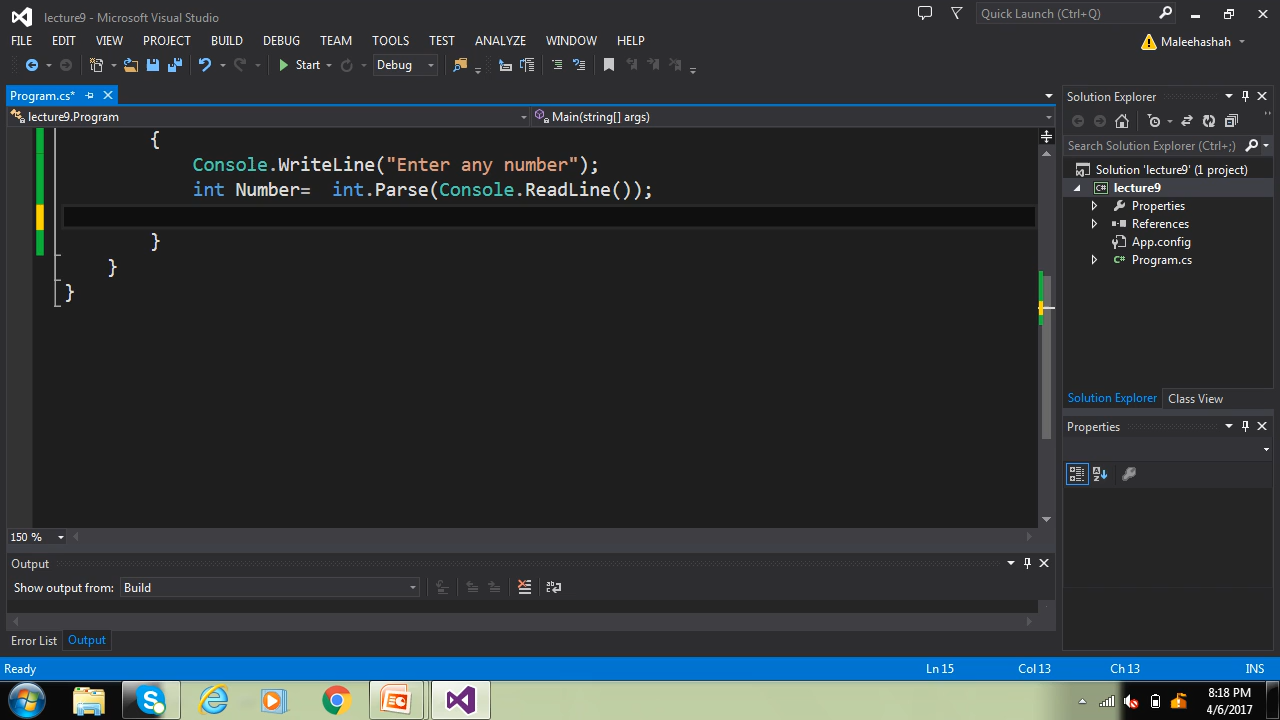 lecture9 - Microsoft Visual Studio
Quick Launch (Ctrl+Q)
FILE EDIT VIEW PROJECT BUILD DEBUG TEAM TOOLS TEST ANALYZE WINDOW HELP
Maleehashah
Start Debug
Program.cs*
lecture9.Program
Main(string[] args)
{
Console.WriteLine("Enter any number");
int Number=  int.Parse(Console.ReadLine());
}
}
}
150 %
Output
Show output from: Build
Error List Output
Solution Explorer
Search Solution Explorer (Ctrl+;)
Solution 'lecture9' (1 project)
lecture9
Properties
References
App.config
Program.cs
Solution Explorer Class View
Properties
Ready Ln 15 Col 13 Ch 13 INS
8:18 PM
4/6/2017